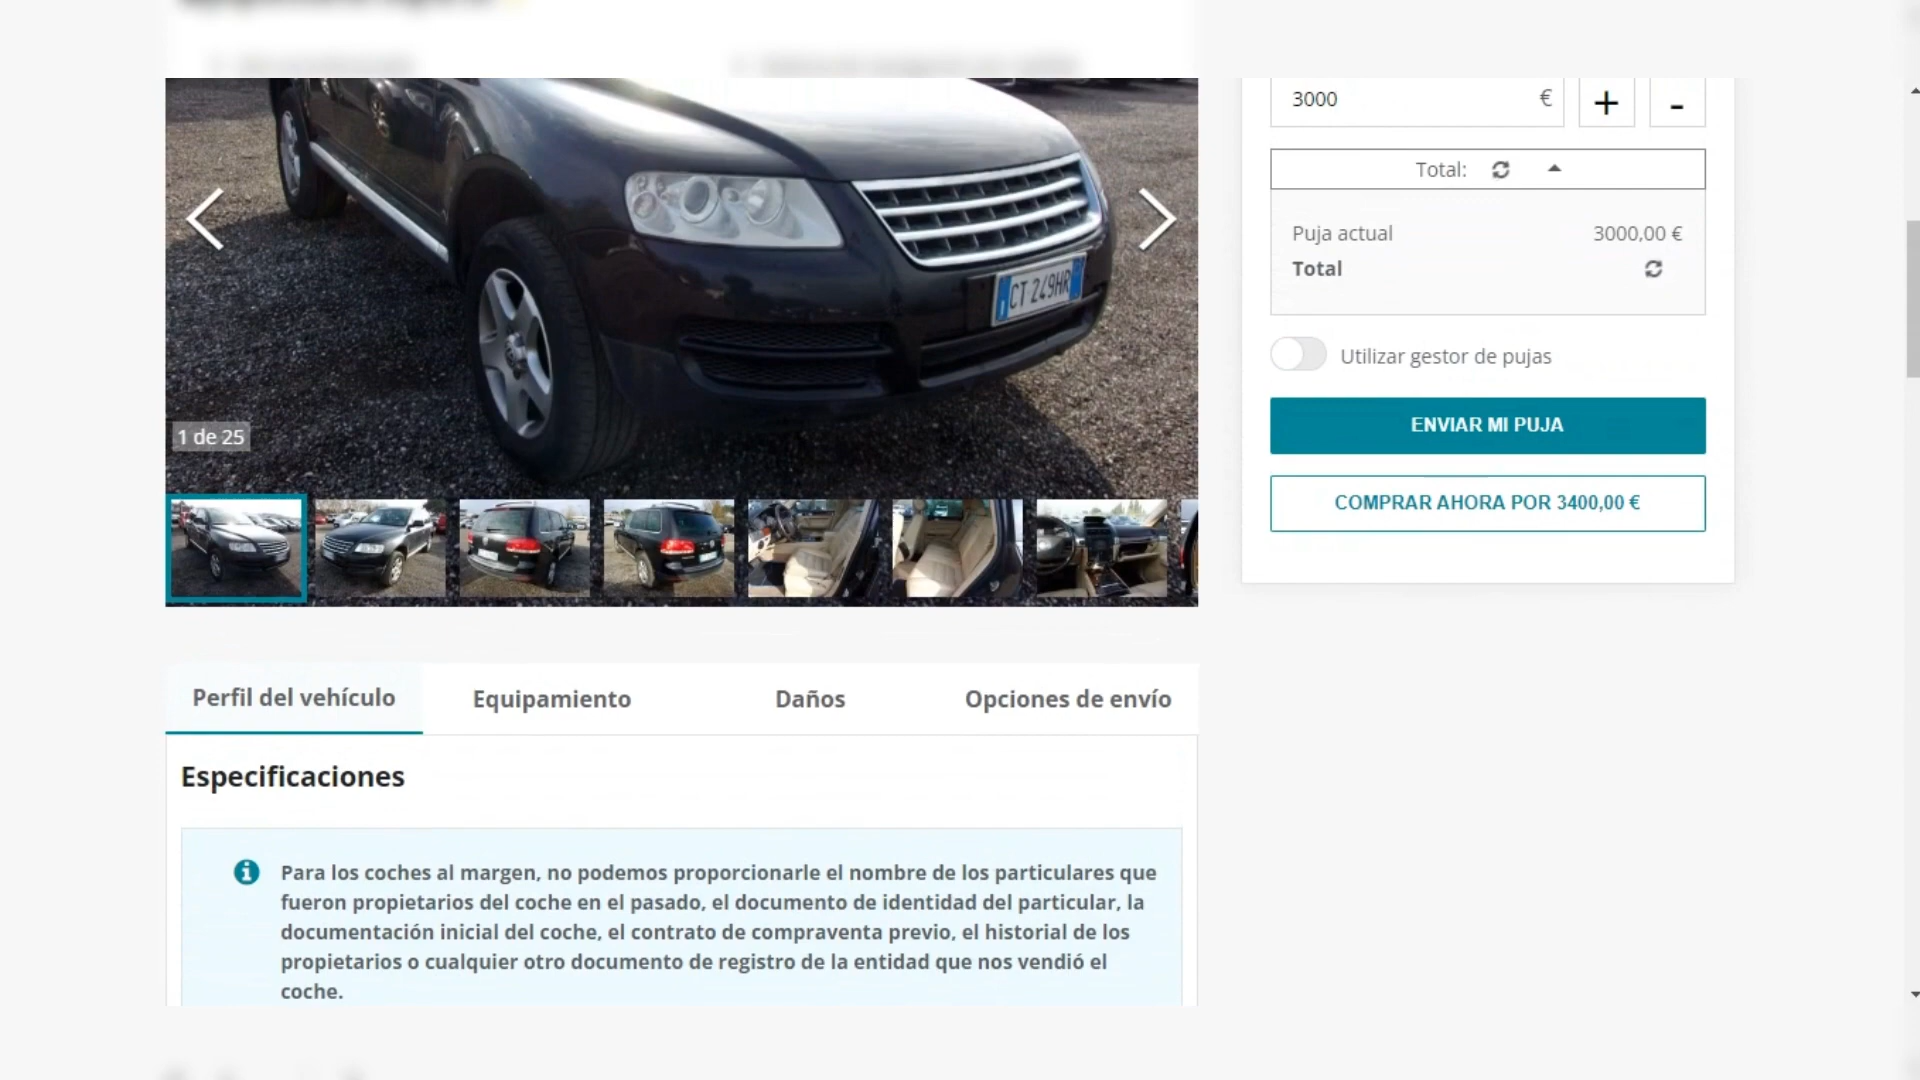 3000 €
+
-
Total:
CT 249HR
Puja actual 3000,00 €
Total
Utilizar gestor de pujas
1 de 25
ENVIAR MI PUJA
COMPRAR AHORA POR 3400,00 €
Perfil del vehículo
Equipamiento
Daños
Opciones de envío
Especificaciones
Para los coches al margen, no podemos proporcionarle el nombre de los particulares que
fueron propietarios del coche en el pasado, el documento de identidad del particular, la
documentación inicial del coche, el contrato de compraventa previo, el historial de los
propietarios o cualquier otro documento de registro de la entidad que nos vendió el
coche.